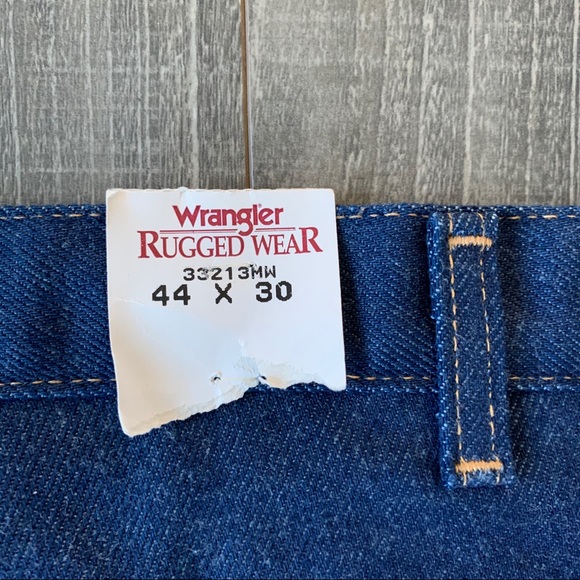 Wrangler
RUGGED WEAR
33213MW
44 X 30